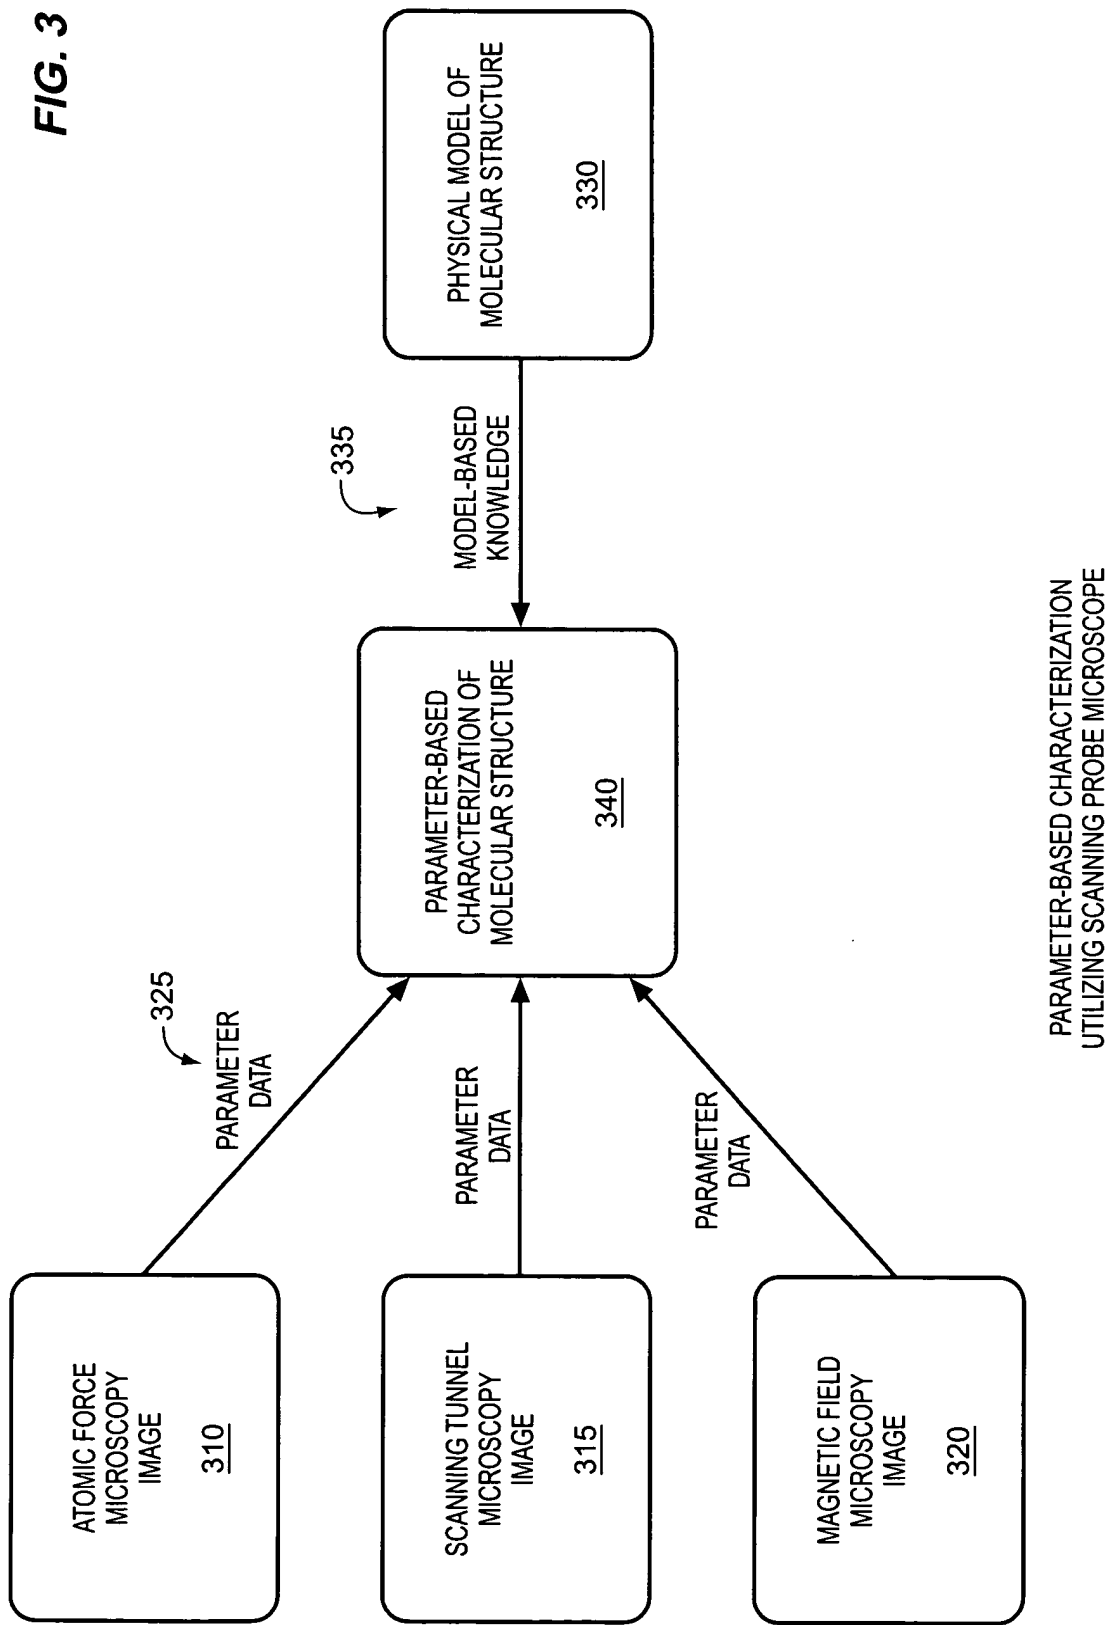 FIG. 3
ATOMIC FORCE
MICROSCOPY
IMAGE
310
SCANNING TUNNEL
MICROSCOPY
IMAGE
315
MAGNETIC FIELD
MICROSCOPY
IMAGE
320
325
PARAMETER
DATA
PARAMETER
DATA
PARAMETER
DATA
PARAMETER-BASED
CHARACTERIZATION OF
MOLECULAR STRUCTURE
340
335
MODEL-BASED
KNOWLEDGE
PHYSICAL MODEL OF
MOLECULAR STRUCTURE
330
PARAMETER-BASED CHARACTERIZATION
UTILIZING SCANNING PROBE MICROSCOPE